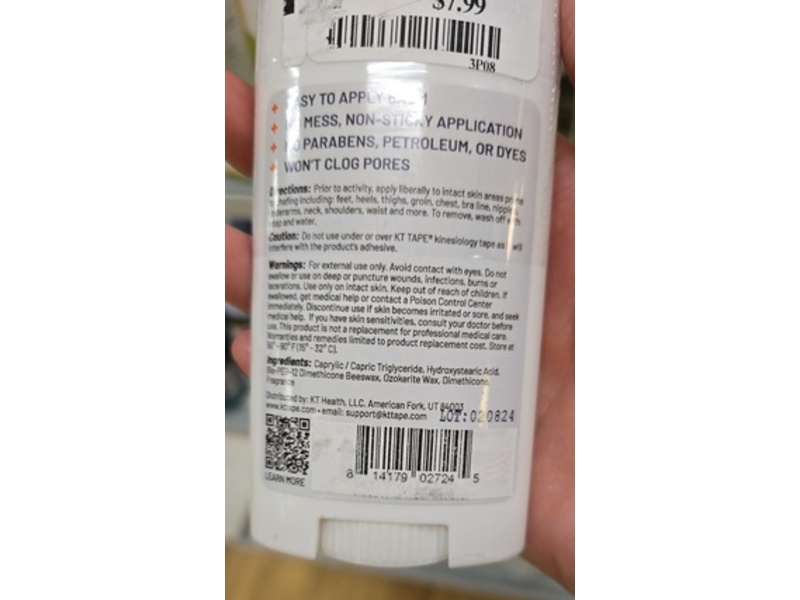 $7.99
3P08
EASY TO APPLY BALM
NO MESS, NON-STICKY APPLICATION
NO PARABENS, PETROLEUM, OR DYES
WON'T CLOG PORES
Directions: Prior to activity, apply liberally to intact skin areas prone
to chafing including: feet, heels, thighs, groin, chest, bra line, nipples,
underarms, neck, shoulders, waist and more. To remove, wash off with
soap and water.
Caution: Do not use under or over KT TAPE® kinesiology tape as it will
interfere with the product's adhesive.
Warnings: For external use only. Avoid contact with eyes. Do not
swallow or use on deep or puncture wounds, infections, burns or
lacerations. Use only on intact skin. Keep out of reach of children. If
swallowed, get medical help or contact a Poison Control Center
immediately. Discontinue use if skin becomes irritated or sore, and seek
medical help. If you have skin sensitivities, consult your doctor before
use. This product is not a replacement for professional medical care.
Warranties and remedies limited to product replacement cost. Store at
- 90° F (15° - 32° C).
Ingredients: Caprylic / Capric Triglyceride, Hydroxystearic Acid,
Bis-PEG-12 Dimethicone Beeswax, Ozokerite Wax, Dimethicone,
Fragrance
Distributed by: KT Health, LLC, American Fork, UT 84003
www.kttape.com • email: support@kttape.com LOT: 020824
LEARN MORE
8 14179 02724 5